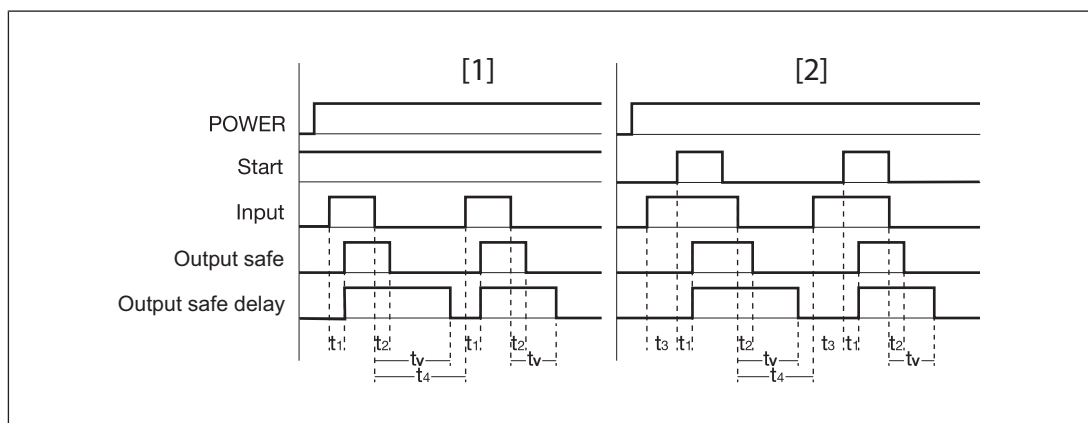 [1] [2]
POWER
Start
Input
Output safe
Output safe delay
t1 t2 t1 t2 t3 t1 t2 t3 t1 t2
tv tv tv tv
t4 t4